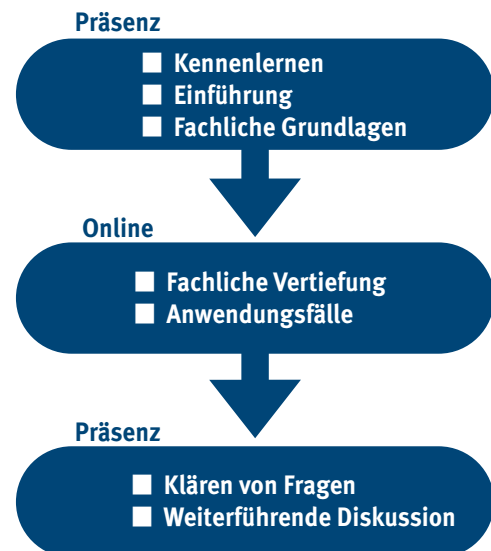 Präsenz
Kennenlernen
Einführung
Fachliche Grundlagen
Online
Fachliche Vertiefung
Anwendungsfälle
Präsenz
Klären von Fragen
Weiterführende Diskussion